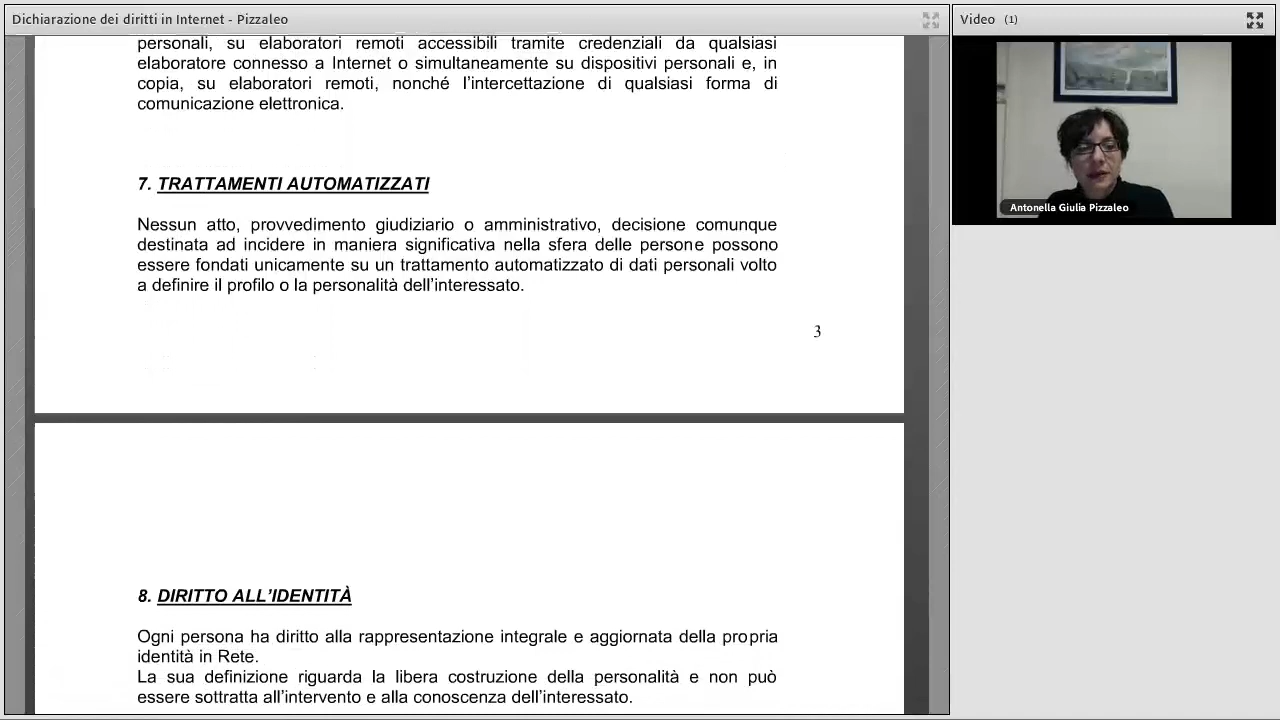 Dichiarazione dei diritti in Internet - Pizzaleo
Video (1)
personali, su elaboratori remoti accessibili tramite credenziali da qualsiasi
elaboratore connesso a Internet o simultaneamente su dispositivi personali e, in
copia, su elaboratori remoti, nonché l'intercettazione di qualsiasi forma di
comunicazione elettronica.
7. TRATTAMENTI AUTOMATIZZATI
Nessun atto, provvedimento giudiziario o amministrativo, decisione comunque
destinata ad incidere in maniera significativa nella sfera delle persone possono
essere fondati unicamente su un trattamento automatizzato di dati personali volto
a definire il profilo o la personalità dell'interessato.
3
8. DIRITTO ALL'IDENTITÀ
Ogni persona ha diritto alla rappresentazione integrale e aggiornata della propria
identità in Rete.
La sua definizione riguarda la libera costruzione della personalità e non può
essere sottratta all'intervento e alla conoscenza dell'interessato.
Antonella Giulia Pizzaleo